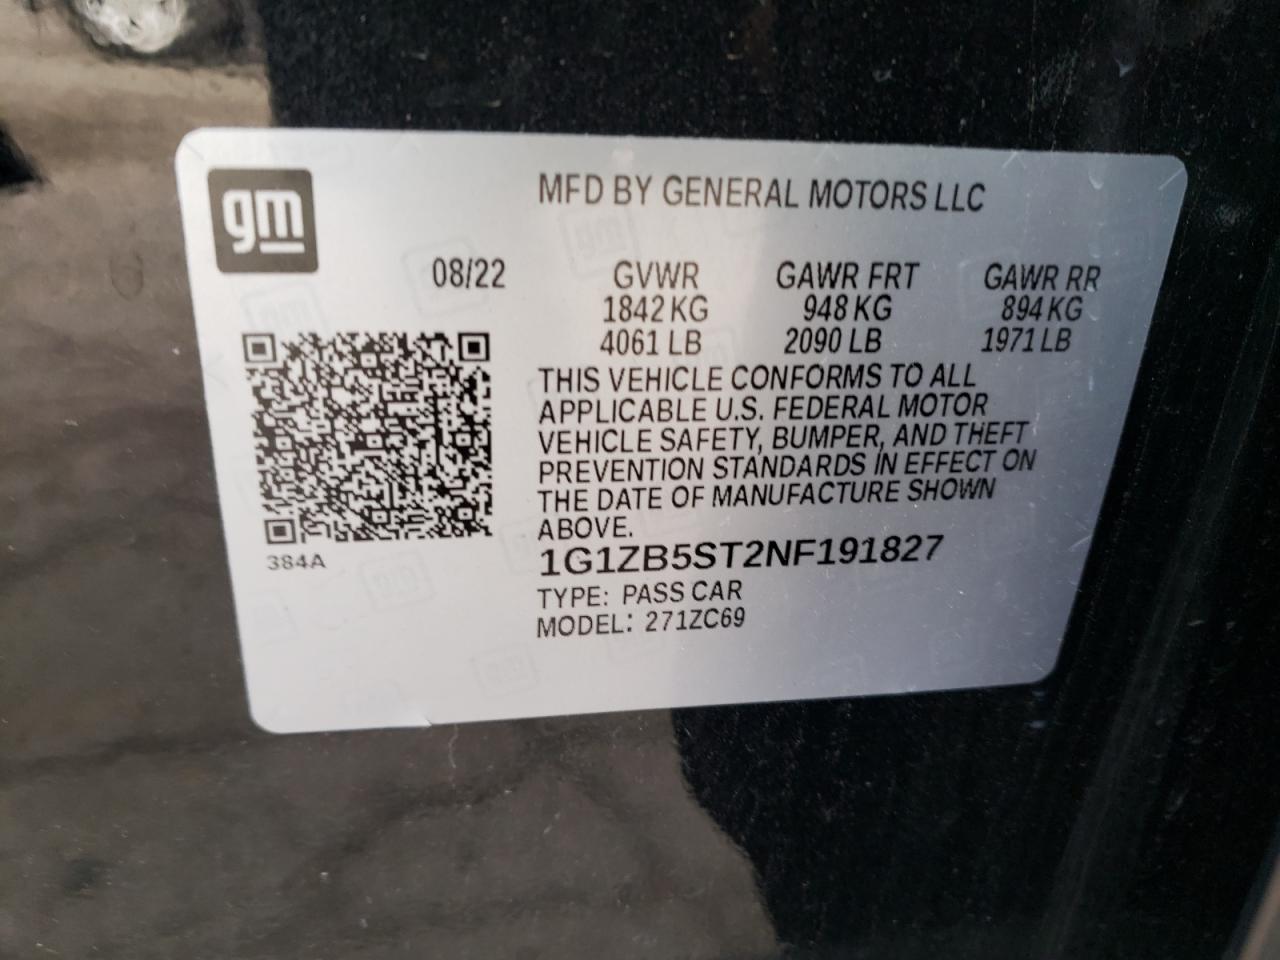 gm
MFD BY GENERAL MOTORS LLC
08/22 GVWR GAWR FRT GAWR RR
1842 KG 948 KG 894 KG
4061 LB 2090 LB 1971 LB
THIS VEHICLE CONFORMS TO ALL
APPLICABLE U.S. FEDERAL MOTOR
VEHICLE SAFETY, BUMPER, AND THEFT
PREVENTION STANDARDS IN EFFECT ON
THE DATE OF MANUFACTURE SHOWN
ABOVE.
384A
1G1ZB5ST2NF191827
TYPE: PASS CAR
MODEL: 271ZC69